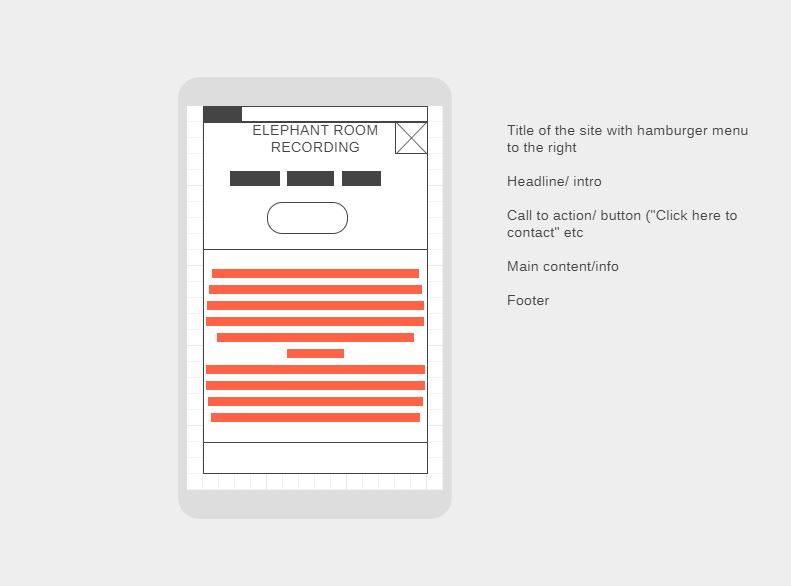 ELEPHANT ROOM
RECORDING
Title of the site with hamburger menu
to the right
Headline/ intro
Call to action/ button ("Click here to
contact" etc
Main content/info
Footer